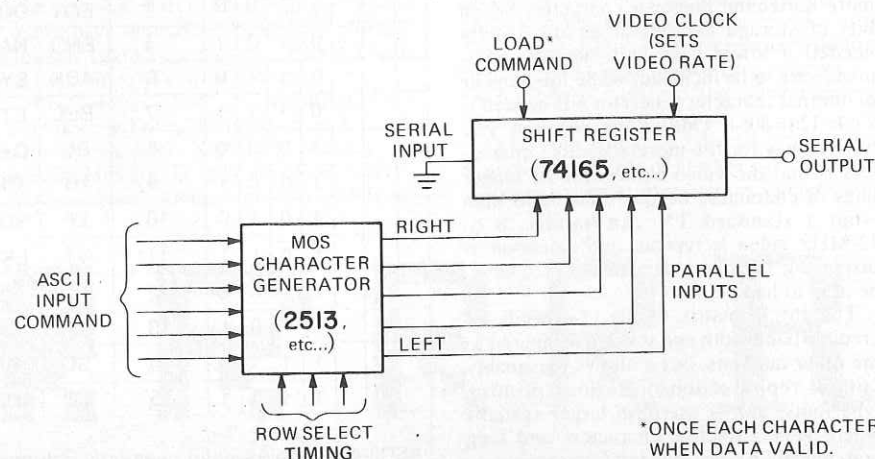 VIDEO CLOCK
(SETS
VIDEO RATE)
LOAD*
COMMAND
SERIAL
INPUT
SHIFT REGISTER
(74165, etc...)
SERIAL
OUTPUT
RIGHT
MOS
CHARACTER
GENERATOR
(2513,
etc...)
ASCII
INPUT
COMMAND
PARALLEL
INPUTS
LEFT
ROW SELECT
TIMING
*ONCE EACH CHARACTER
WHEN DATA VALID.